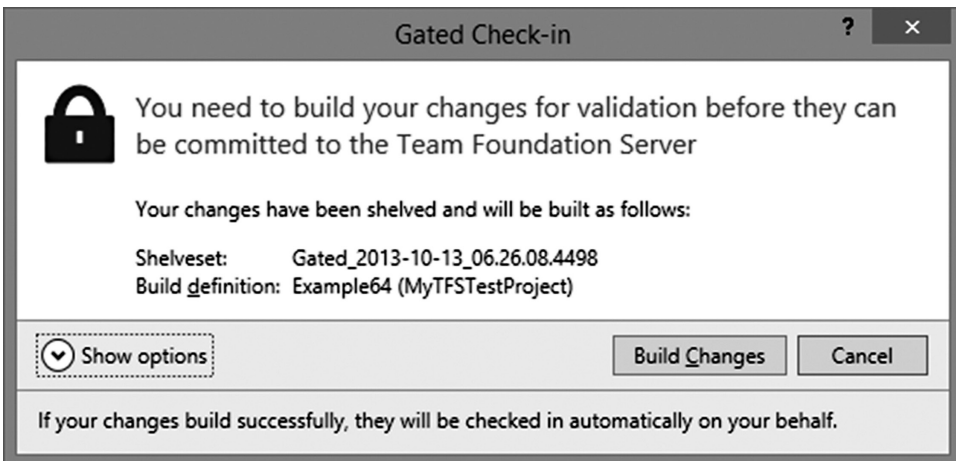 Gated Check-in
? ×
You need to build your changes for validation before they can
be committed to the Team Foundation Server
Your changes have been shelved and will be built as follows:
Shelveset: Gated_2013-10-13_06.26.08.4498
Build definition: Example64 (MyTFSTestProject)
Show options
Build Changes
Cancel
If your changes build successfully, they will be checked in automatically on your behalf.